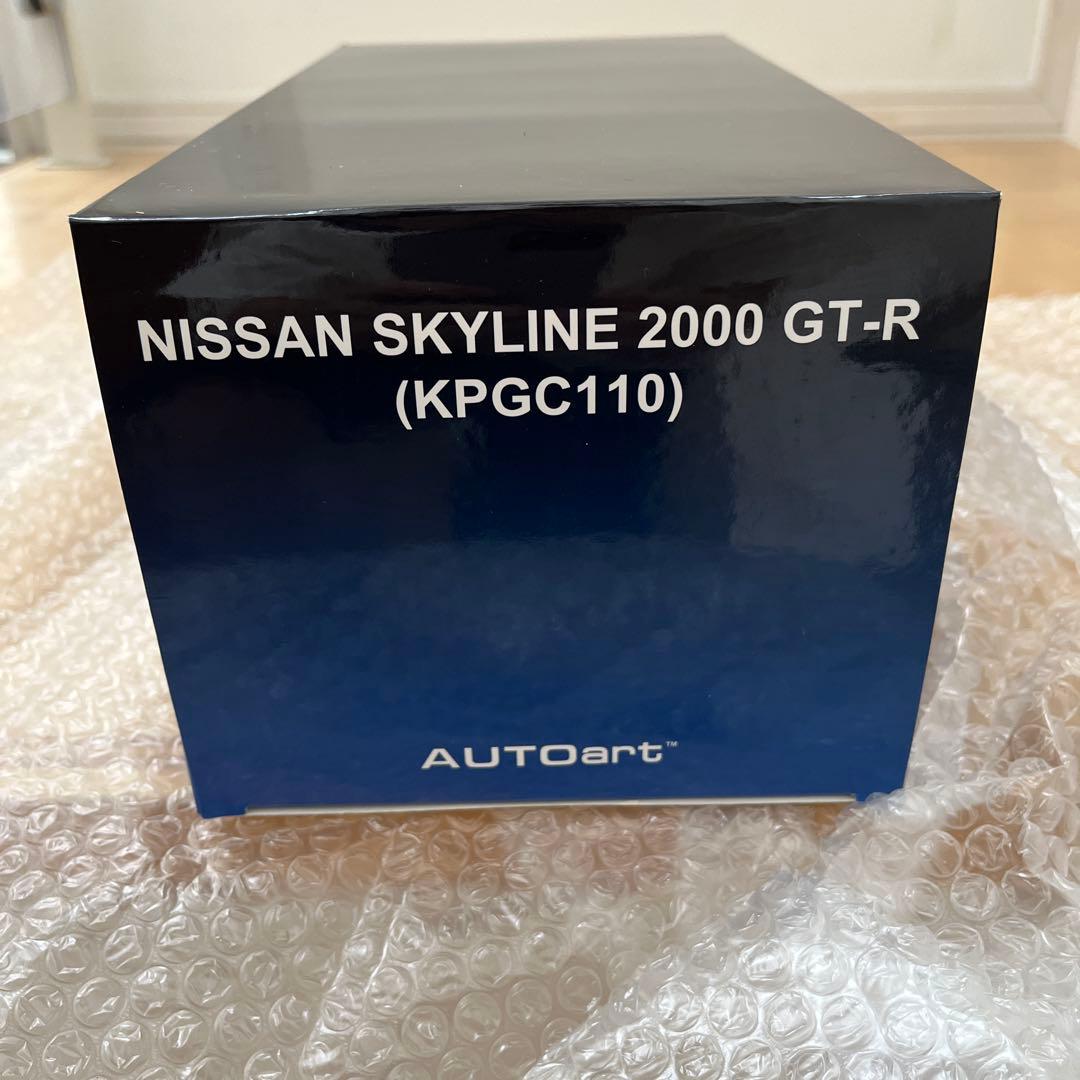 NISSAN SKYLINE 2000 GT-R
(KPGC110)
AUTOart™